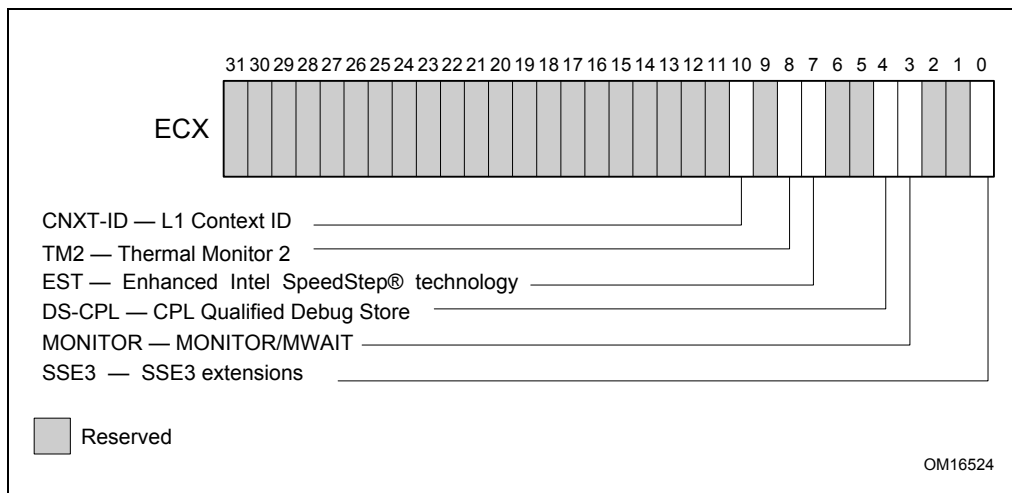 31 30 29 28 27 26 25 24 23 22 21 20 19 18 17 16 15 14 13 12 11 10 9 8 7 6 5 4 3 2 1 0
ECX
CNXT-ID — L1 Context ID
TM2 — Thermal Monitor 2
EST — Enhanced Intel SpeedStep® technology
DS-CPL — CPL Qualified Debug Store
MONITOR — MONITOR/MWAIT
SSE3 — SSE3 extensions
Reserved
OM16524